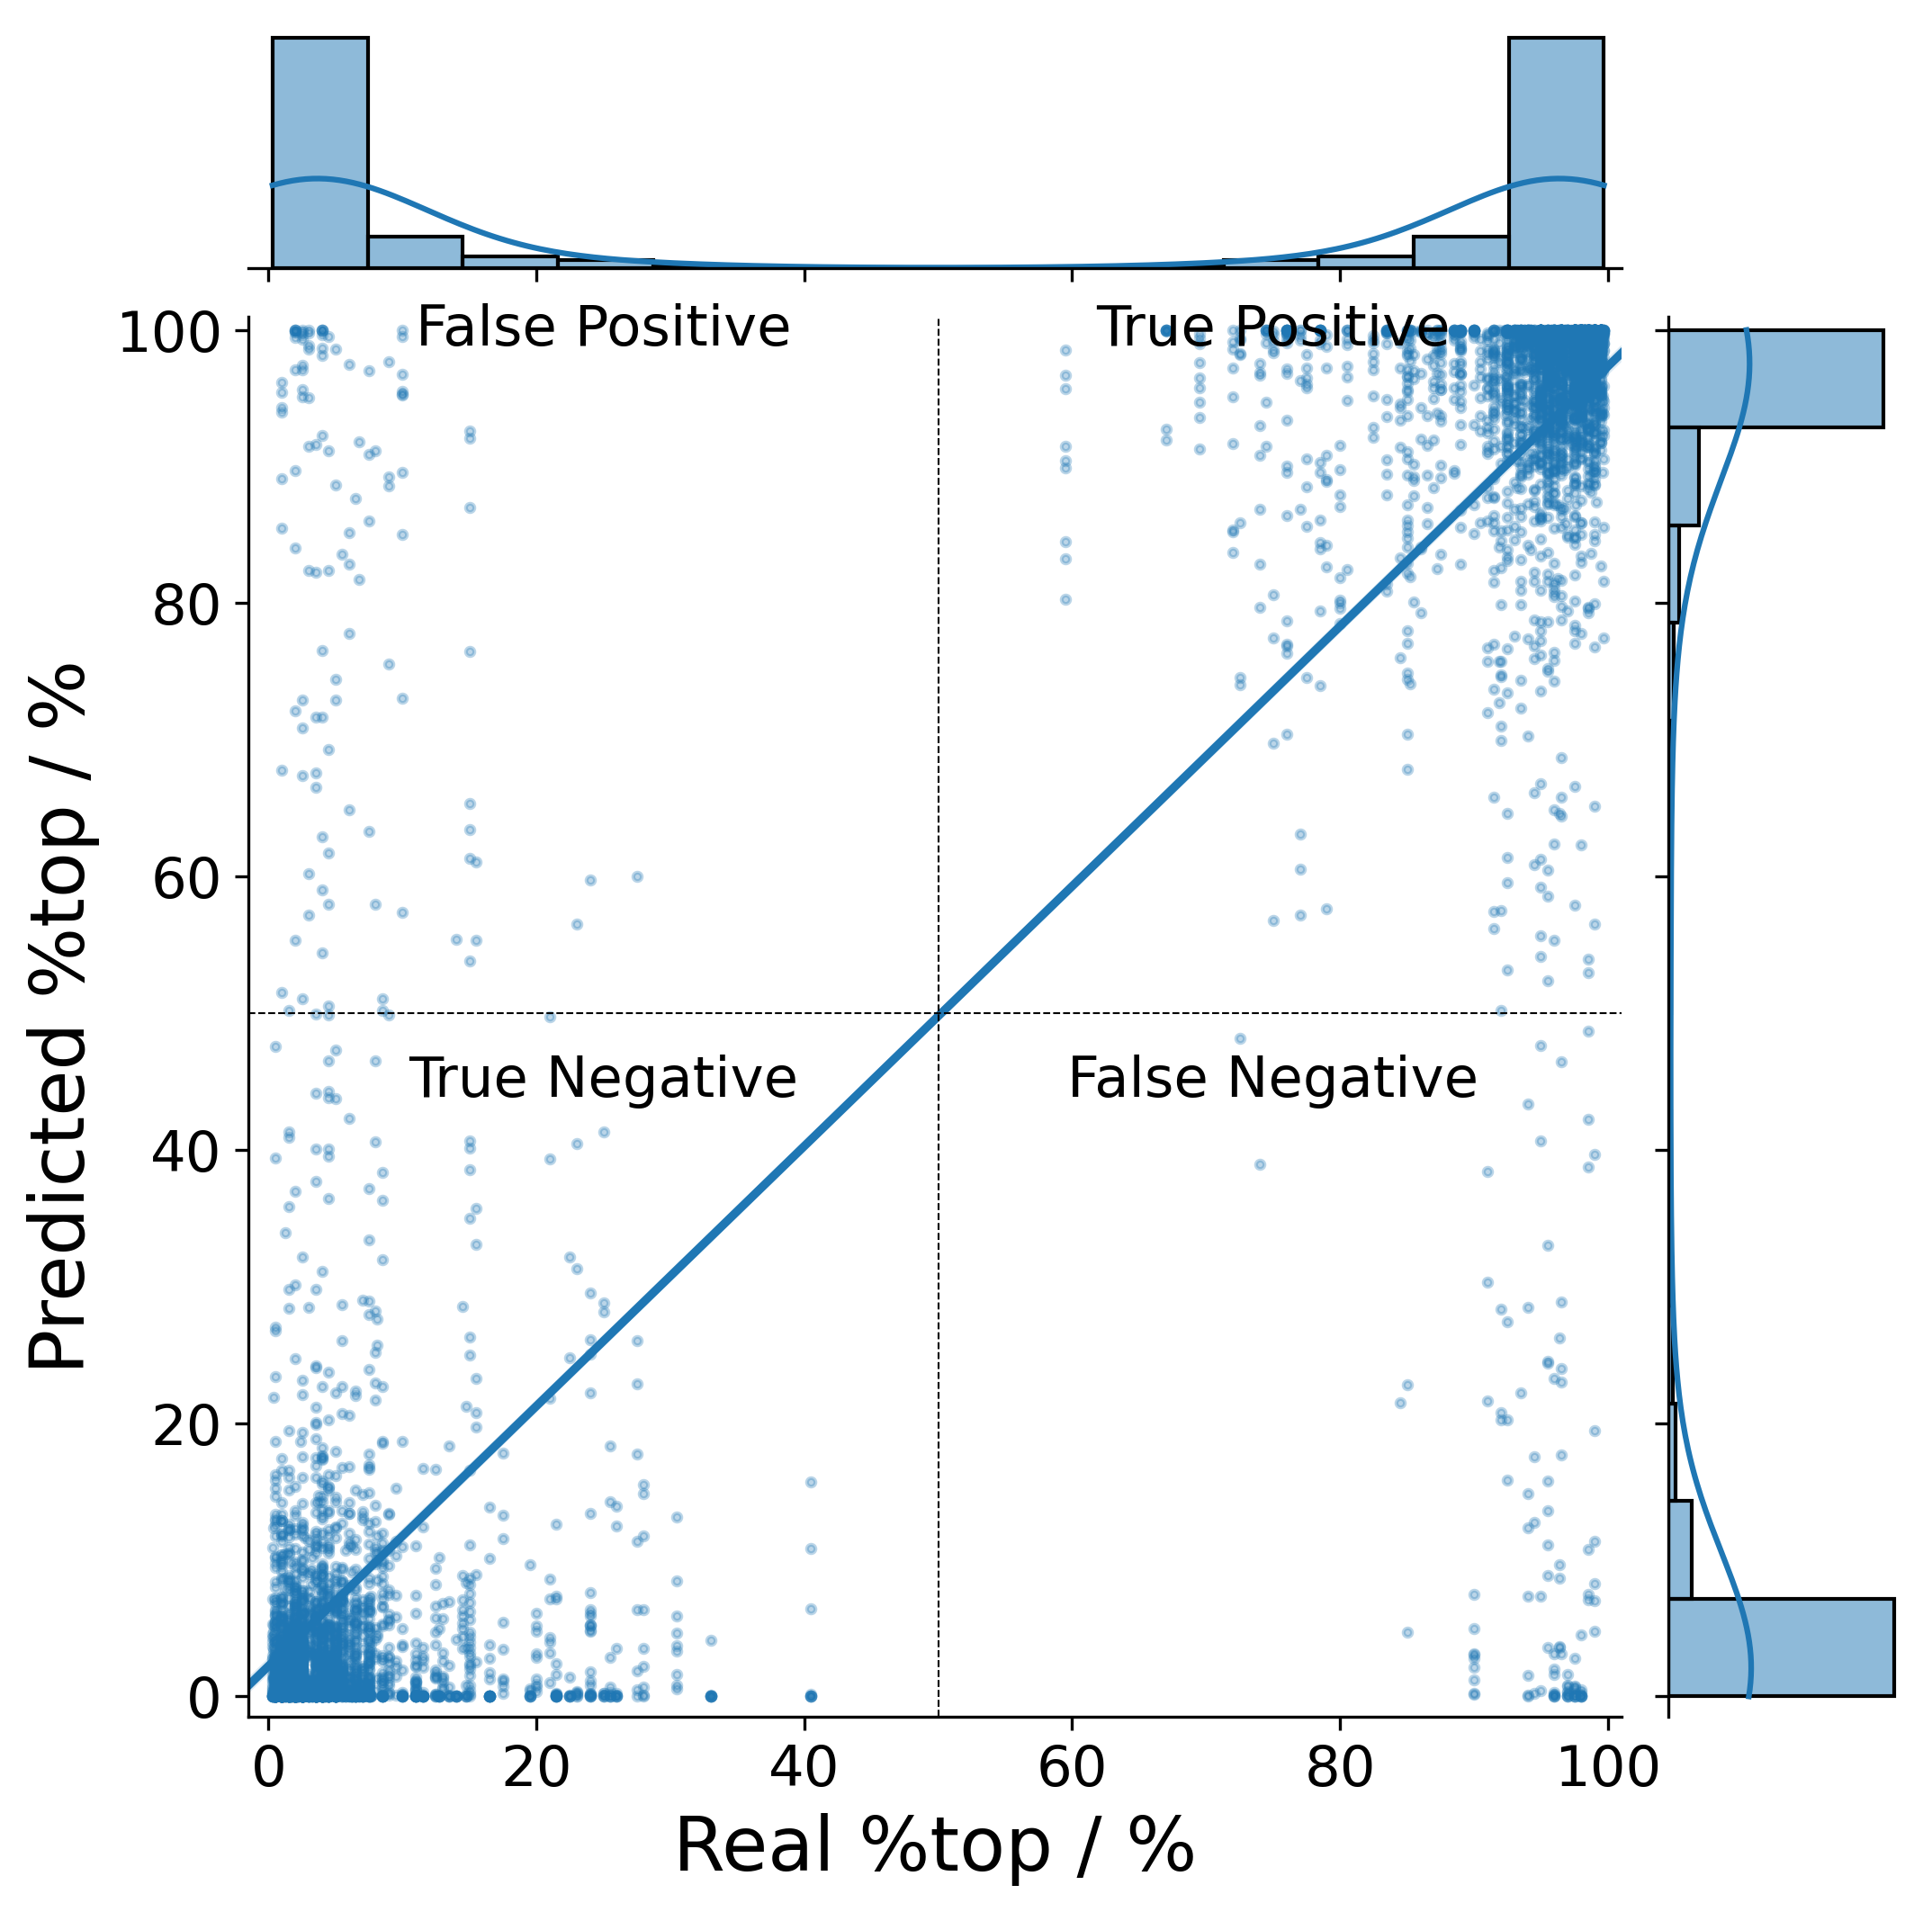 False Positive
True Positive
100
80
60
40
20
0
Predicted %top / %
True Negative
False Negative
0
20
40
60
80
100
Real %top / %